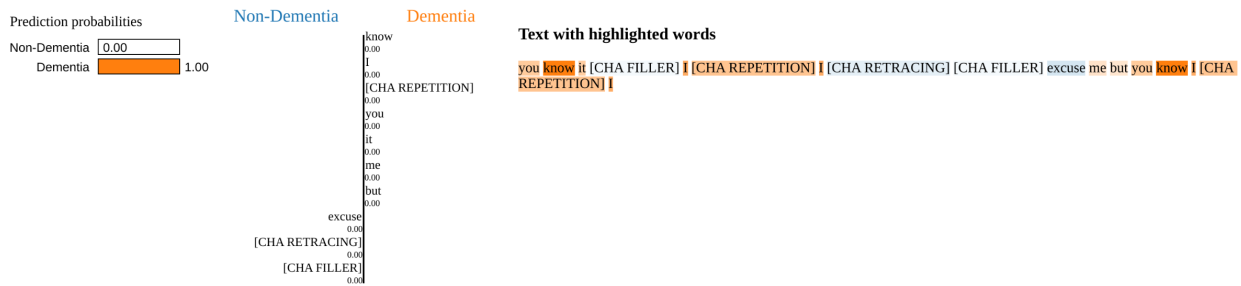 Prediction probabilities
Non-Dementia 0.00
Dementia 1.00
Non-Dementia Dementia
know
0.00
I
0.00
[CHA REPETITION]
0.00
you
0.00
it
0.00
me
0.00
but
0.00
excuse
0.00
[CHA RETRACING]
0.00
[CHA FILLER]
0.00
Text with highlighted words
you know it [CHA FILLER] I [CHA REPETITION] I [CHA RETRACING] [CHA FILLER] excuse me but you know I [CHA
REPETITION] I